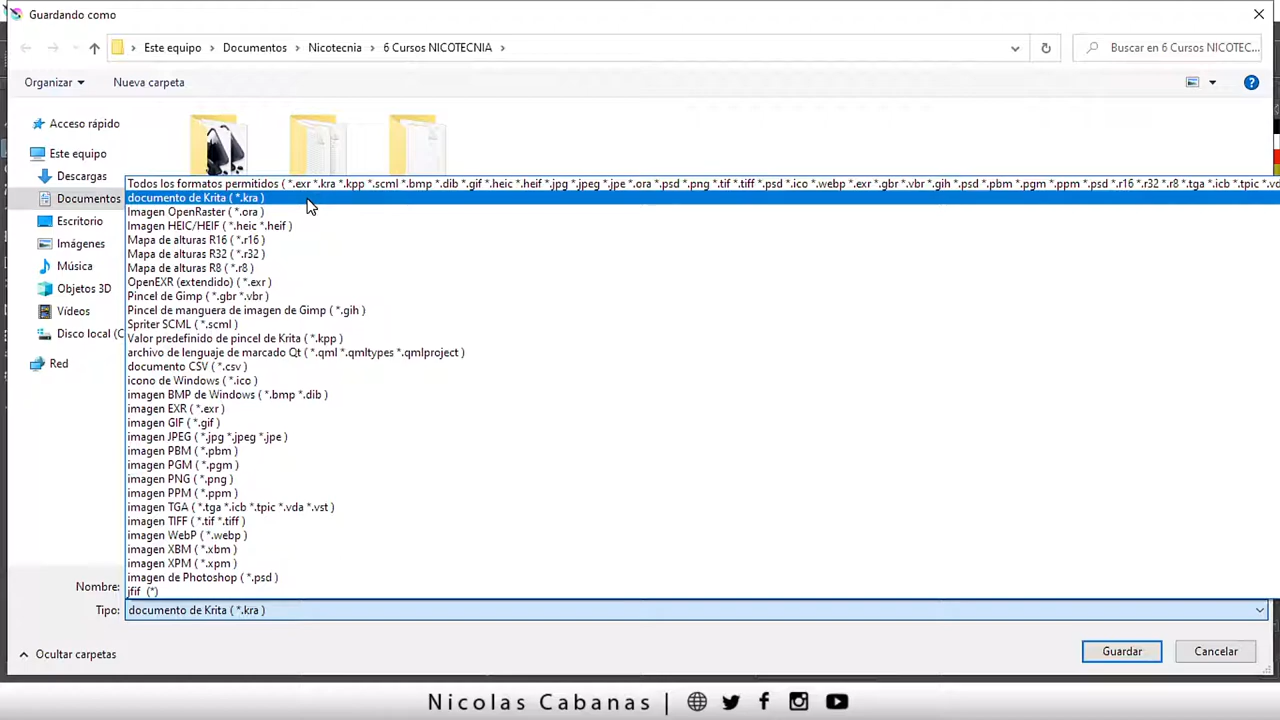 Guardando como
Este equipo > Documentos > Nicotecnia > 6 Cursos NICOTECNIA >
Buscar en 6 Cursos NICOTEC...
Organizar
Nueva carpeta
Acceso rápido
Este equipo
Descargas
Documentos
Escritorio
Imágenes
Música
Objetos 3D
Vídeos
Disco local (C
Red
Todos los formatos permitidos ( *.exr *.kra *.kpp *.scml *.bmp *.dib *.gif *.heic *.heif *.jpg *.jpeg *.jpe *.ora *.psd *.png *.tif *.tiff *.psd *.ico *.webp *.exr *.gbr *.vbr *.gih *.psd *.pbm *.pgm *.ppm *.psd *.r16 *.r32 *.r8 *.tga *.icb *.tpic *.vd
documento de Krita ( *.kra )
Imagen OpenRaster ( *.ora )
Imagen HEIC/HEIF ( *.heic *.heif )
Mapa de alturas R16 ( *.r16 )
Mapa de alturas R32 ( *.r32 )
Mapa de alturas R8 ( *.r8 )
OpenEXR (extendido) ( *.exr )
Pincel de Gimp ( *.gbr *.vbr )
Pincel de manguera de imagen de Gimp ( *.gih )
Spriter SCML ( *.scml )
Valor predefinido de pincel de Krita ( *.kpp )
archivo de lenguaje de marcado Qt ( *.qml *.qmltypes *.qmlproject )
documento CSV ( *.csv )
icono de Windows ( *.ico )
imagen BMP de Windows ( *.bmp *.dib )
imagen EXR ( *.exr )
imagen GIF ( *.gif )
imagen JPEG ( *.jpg *.jpeg *.jpe )
imagen PBM ( *.pbm )
imagen PGM ( *.pgm )
imagen PNG ( *.png )
imagen PPM ( *.ppm )
imagen TGA ( *.tga *.icb *.tpic *.vda *.vst )
imagen TIFF ( *.tif *.tiff )
imagen WebP ( *.webp )
imagen XBM ( *.xbm )
imagen XPM ( *.xpm )
imagen de Photoshop ( *.psd )
jfif (*)
Nombre:
Tipo: documento de Krita ( *.kra )
Ocultar carpetas
Guardar
Cancelar
Nicolas Cabanas |